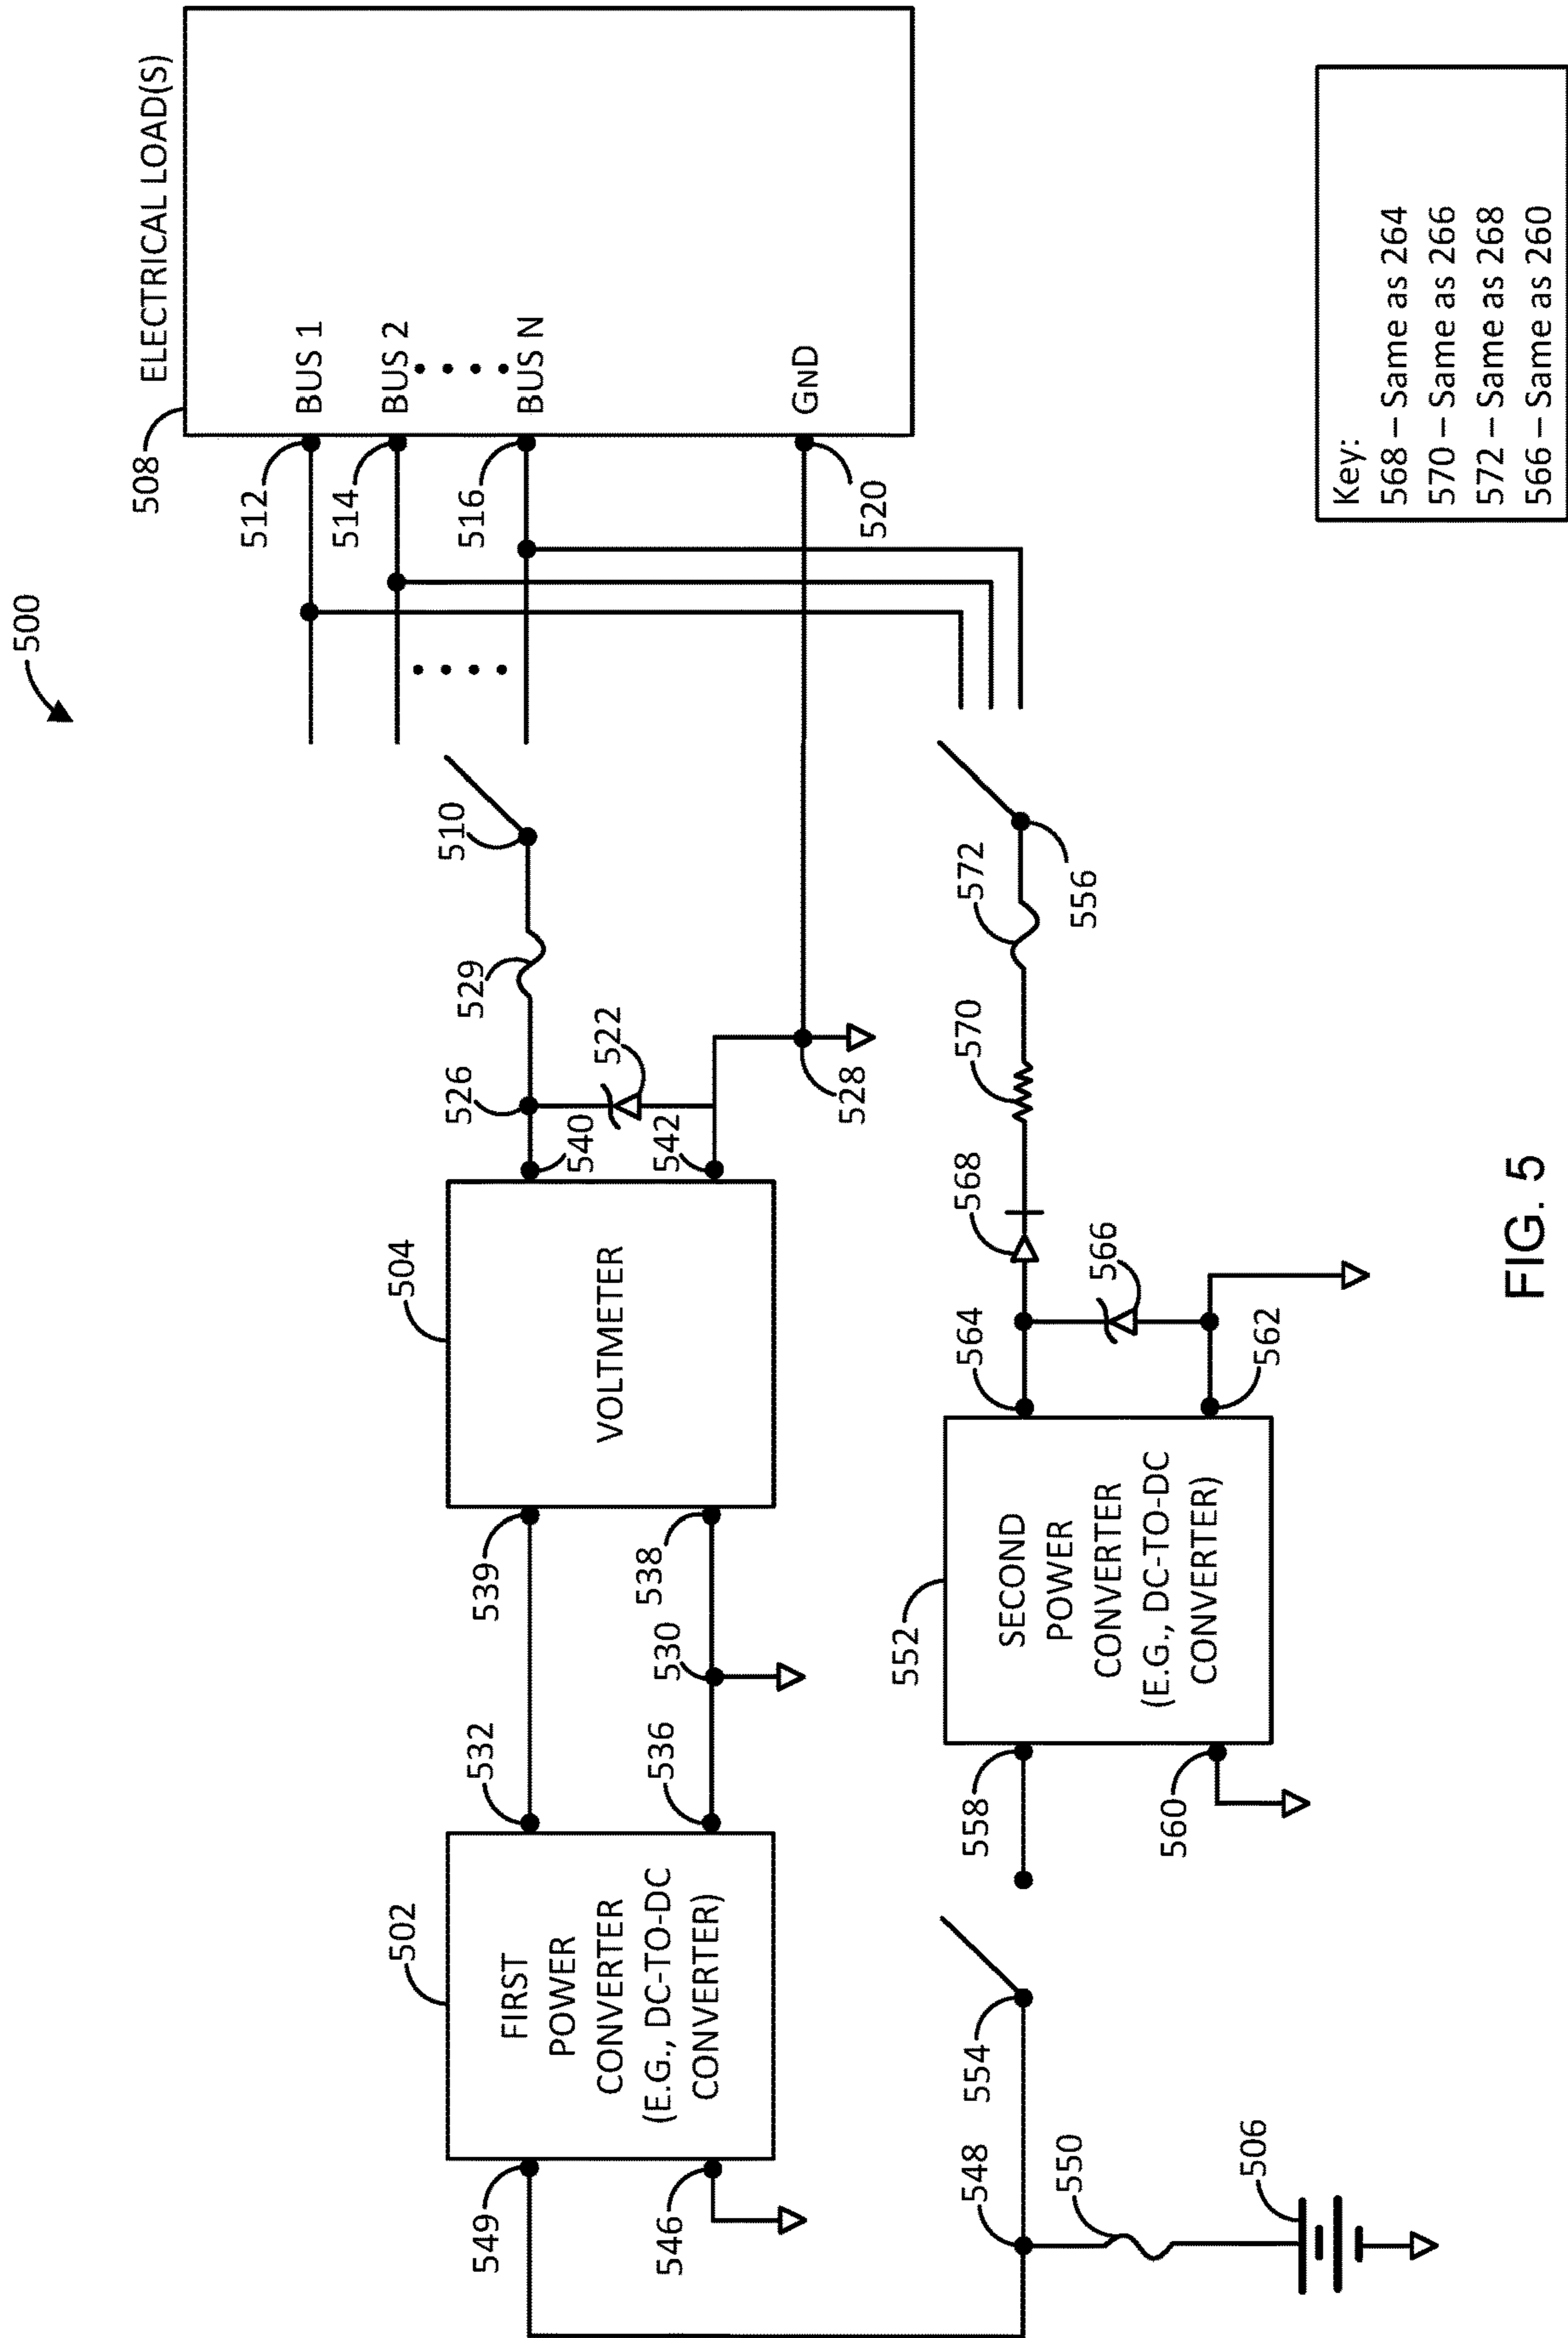 500
508
ELECTRICAL LOAD(S)
512
BUS 1
514
BUS 2
516
BUS N
520
GND
510
529
526
540
522
542
528
504
VOLTMETER
539
538
530
532
536
502
FIRST
POWER
CONVERTER
(E.G., DC-TO-DC
CONVERTER)
549
546
548
550
506
554
558
560
552
SECOND
POWER
CONVERTER
(E.G., DC-TO-DC
CONVERTER)
564
562
566
568
570
572
556
Key:
568 – Same as 264
570 – Same as 266
572 – Same as 268
566 – Same as 260
FIG. 5